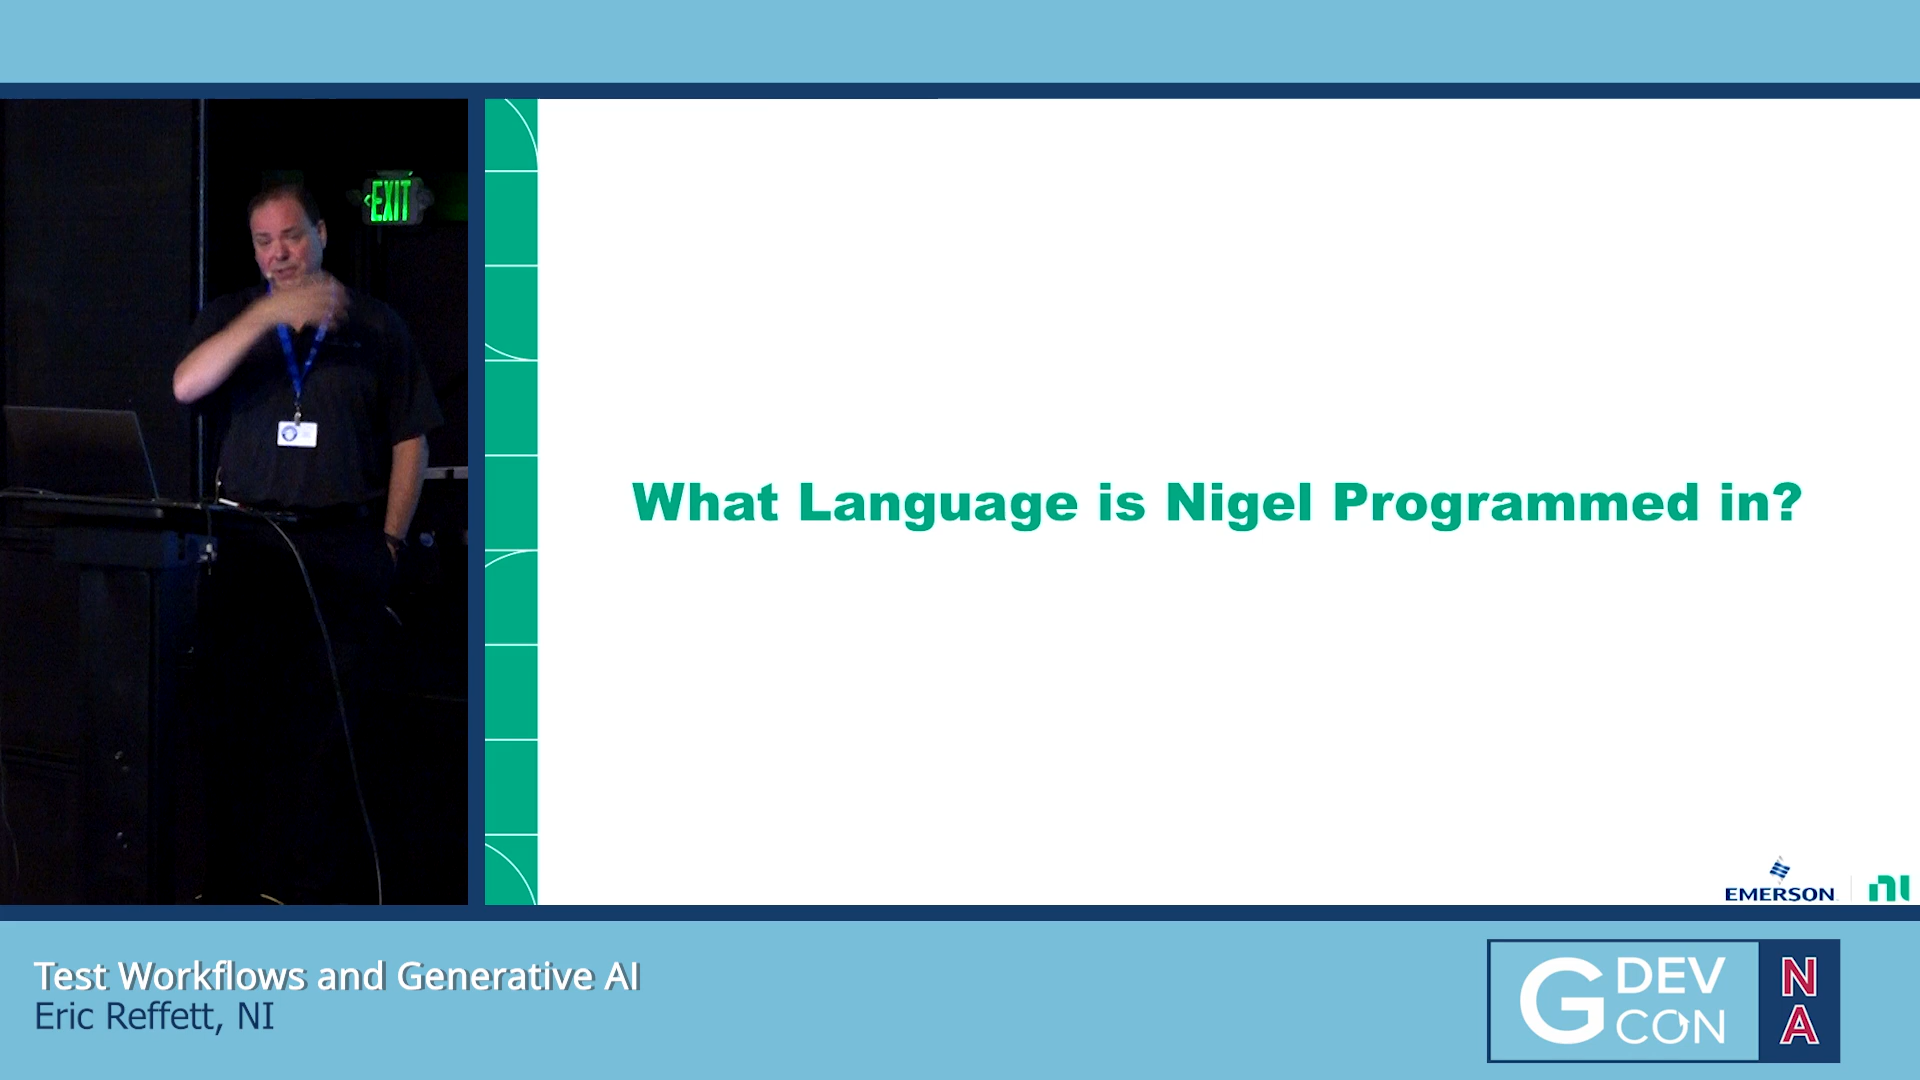 EXIT
What Language is Nigel Programmed in?
EMERSON
ni
Test Workflows and Generative AI
Eric Reffett, NI
G DEV CON
N A